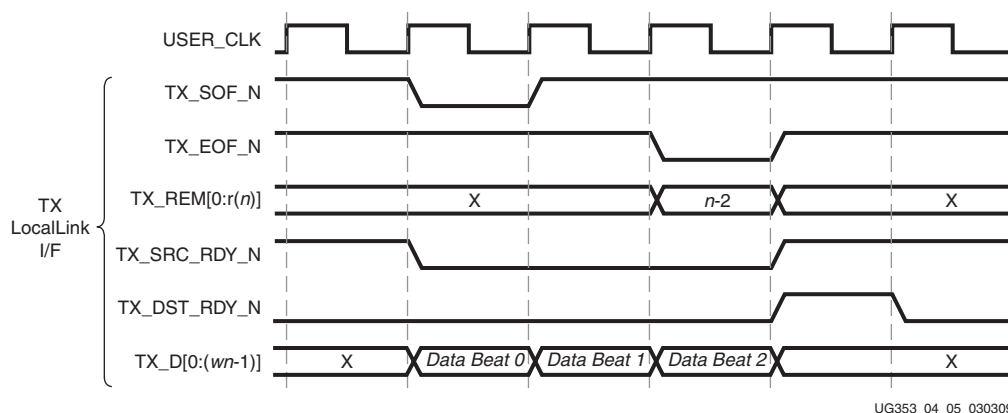 USER_CLK
TX_SOF_N
TX_EOF_N
TX_REM[0:r(n)] X n-2 X
TX
LocalLink
I/F
TX_SRC_RDY_N
TX_DST_RDY_N
TX_D[0:(wn-1)] X Data Beat 0 Data Beat 1 Data Beat 2 X
UG353_04_05_030309